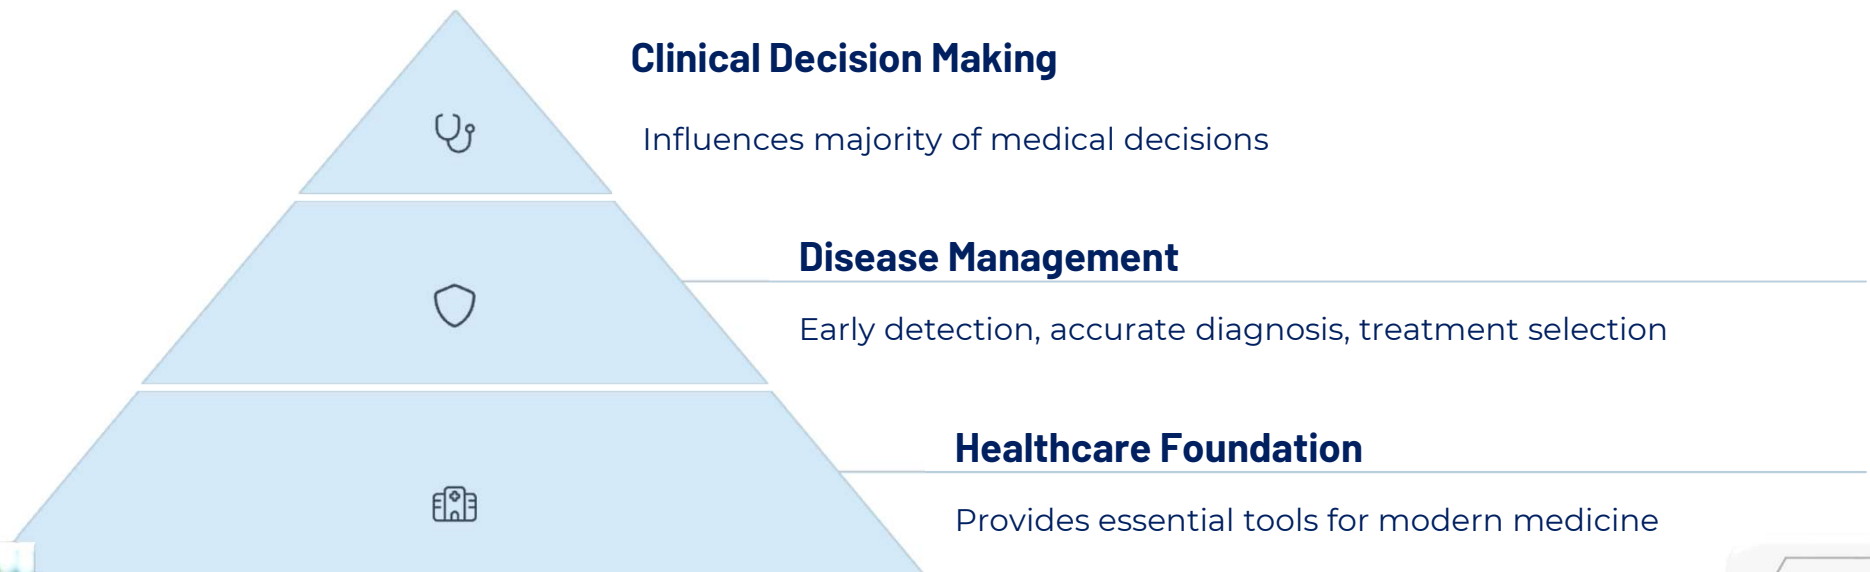 Clinical Decision Making
Influences majority of medical decisions
Disease Management
Early detection, accurate diagnosis, treatment selection
Healthcare Foundation
Provides essential tools for modern medicine